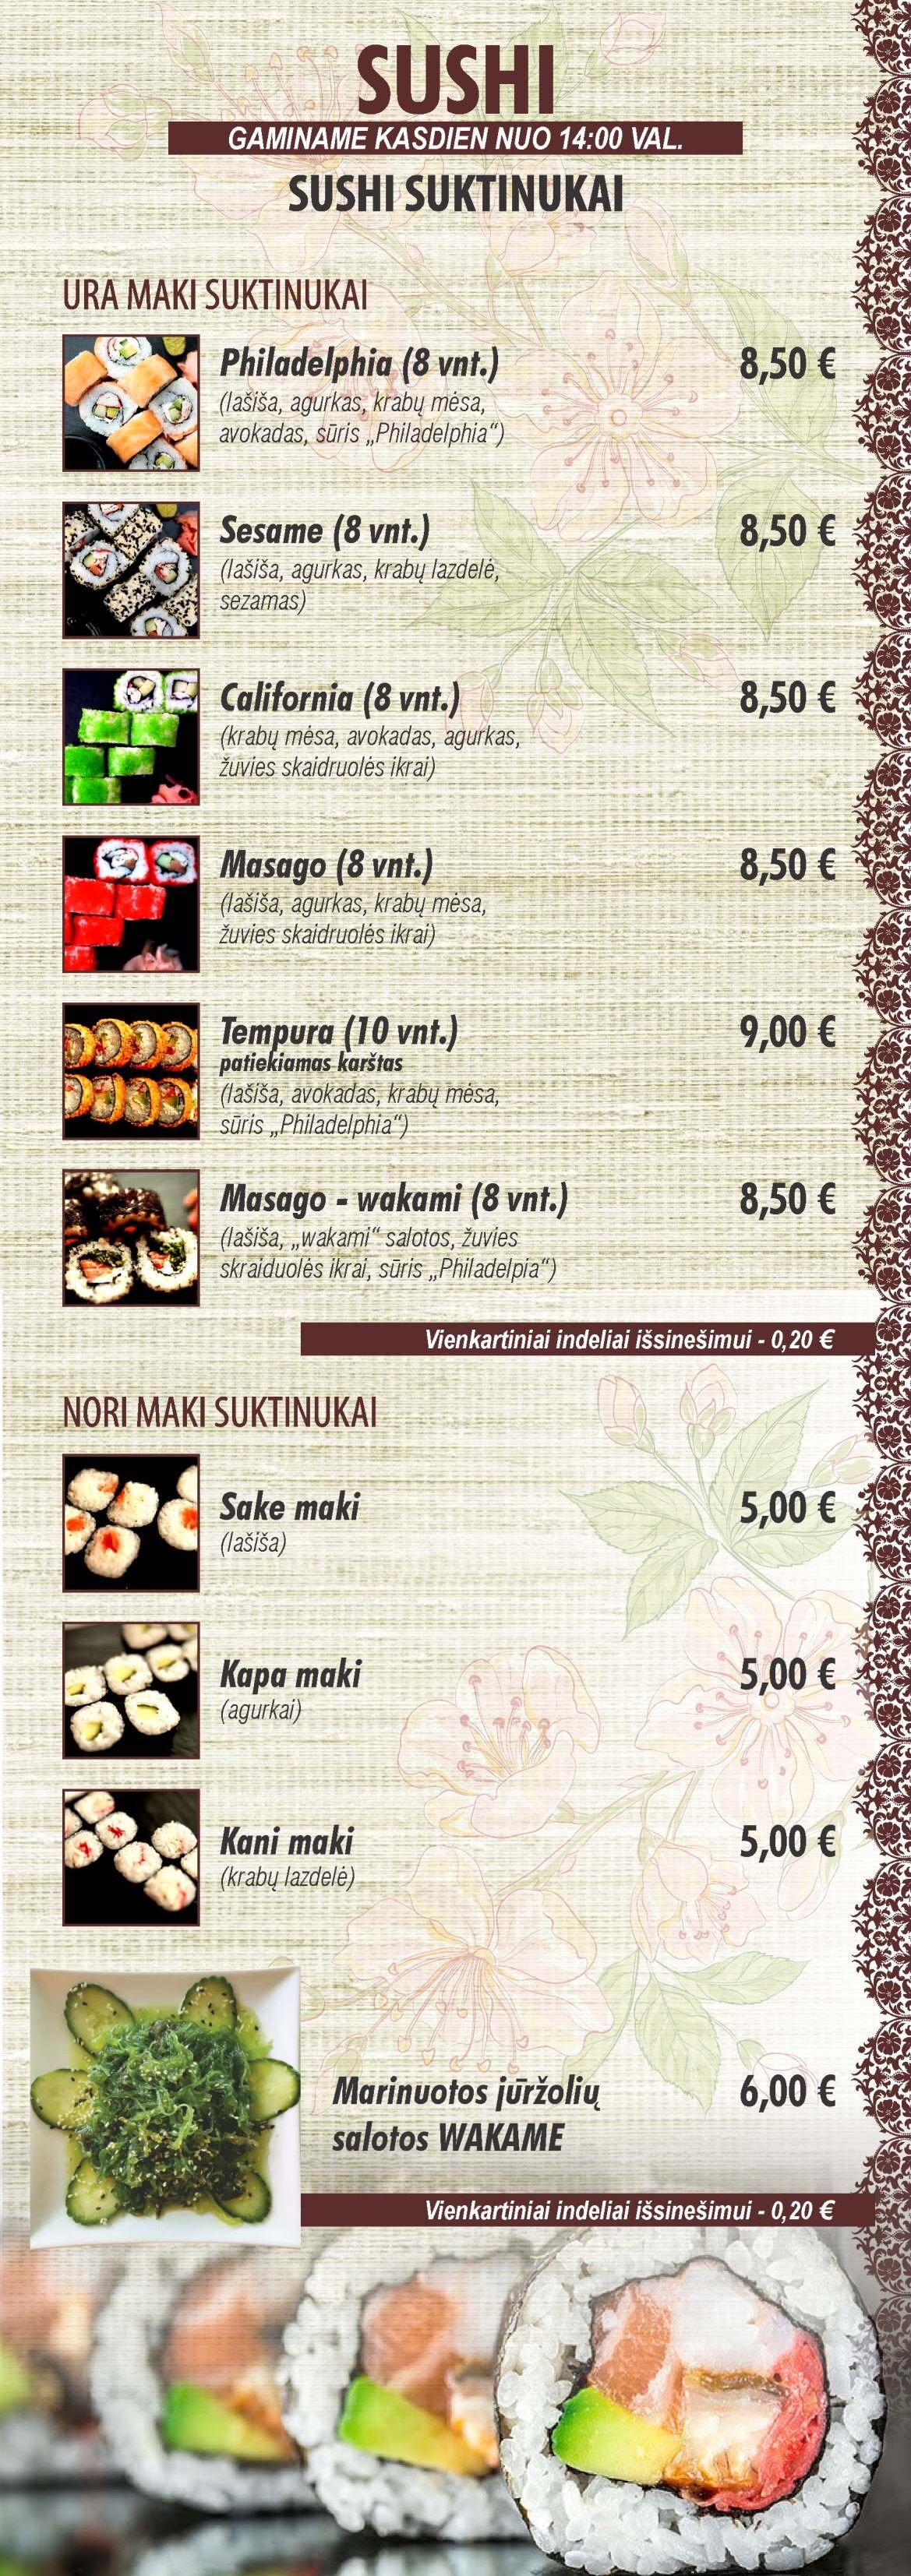 SUSHI
GAMINAME KASDIEN NUO 14:00 VAL.
SUSHI SUKTINUKAI
URA MAKI SUKTINUKAI
Philadelphia (8 vnt.) 8,50 €
(lašiša, agurkas, krabų mėsa,
avokadas, sūris „Philadelphia“)
Sesame (8 vnt.) 8,50 €
(lašiša, agurkas, krabų lazdelė,
sezamas)
California (8 vnt.) 8,50 €
(krabų mėsa, avokadas, agurkas,
žuvies skaidruolės ikrai)
Masago (8 vnt.) 8,50 €
(lašiša, agurkas, krabų mėsa,
žuvies skaidruolės ikrai)
Tempura (10 vnt.) 9,00 €
patiekiamas karštas
(lašiša, avokadas, krabų mėsa,
sūris „Philadelphia“)
Masago - wakami (8 vnt.) 8,50 €
(lašiša, „wakami“ salotos, žuvies
skraiduolės ikrai, sūris „Philadelpia“)
Vienkartiniai indeliai išsinešimui - 0,20 €
NORI MAKI SUKTINUKAI
Sake maki 5,00 €
(lašiša)
Kapa maki 5,00 €
(agurkai)
Kani maki 5,00 €
(krabų lazdelė)
Marinuotos jūržolių 6,00 €
salotos WAKAME
Vienkartiniai indeliai išsinešimui - 0,20 €